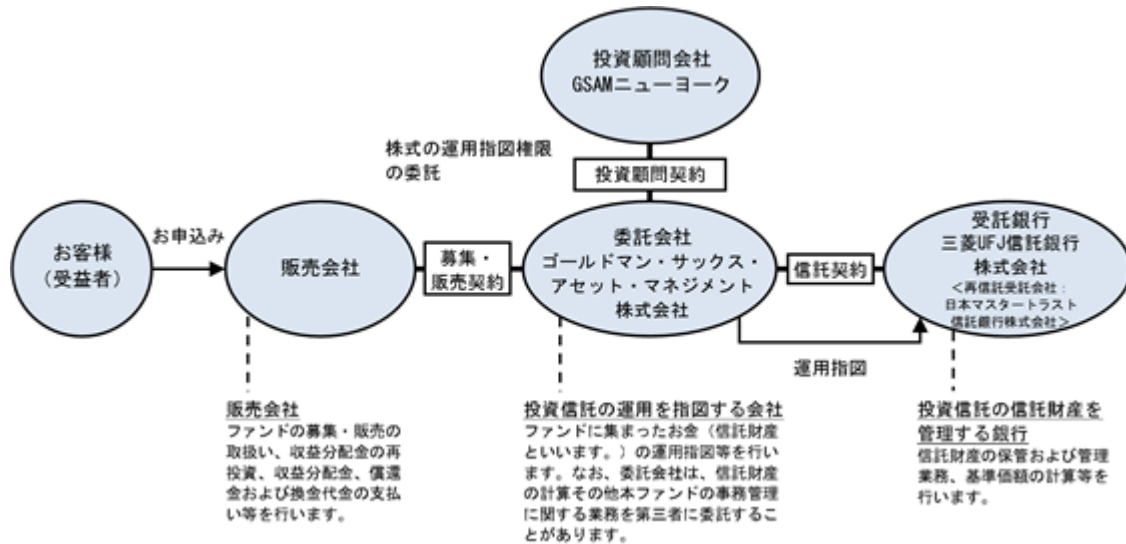 投資顧問会社
GSAMニューヨーク
株式の運用指図権限
の委託
投資顧問契約
お客様
(受益者)
お申込み
販売会社
募集・
販売契約
委託会社
ゴールドマン・サックス・
アセット・マネジメント
株式会社
信託契約
受託銀行
三菱UFJ信託銀行
株式会社
<再信託受託会社:
日本マスタートラスト
信託銀行株式会社>
運用指図
販売会社
ファンドの募集・販売の
取扱い、収益分配金の再
投資、収益分配金、償還
金および換金代金の支払
い等を行います。
投資信託の運用を指図する会社
ファンドに集まったお金(信託財産
といいます。)の運用指図等を行い
ます。なお、委託会社は、信託財産
の計算その他本ファンドの事務管理
に関する業務を第三者に委託するこ
とがあります。
投資信託の信託財産を
管理する銀行
信託財産の保管および管理
業務、基準価額の計算等を
行います。